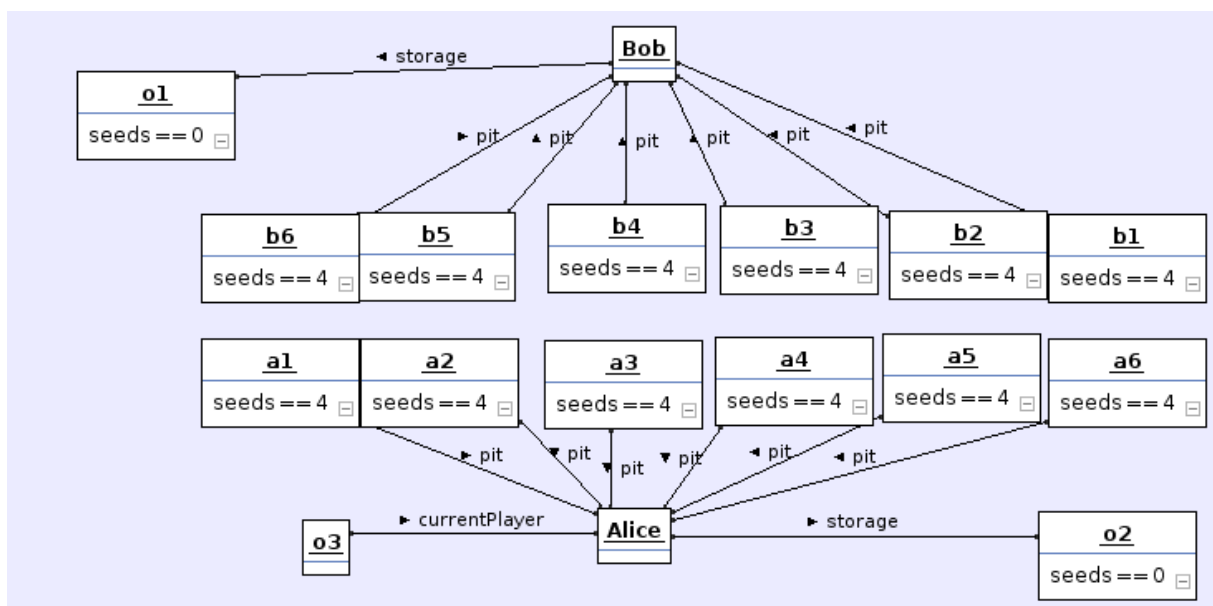 Bob
◄ storage
o1
seeds == 0
► pit
▲ pit
▲ pit
▲ pit
◄ pit
◄ pit
b6
seeds == 4
b5
seeds == 4
b4
seeds == 4
b3
seeds == 4
b2
seeds == 4
b1
seeds == 4
a1
seeds == 4
a2
seeds == 4
a3
seeds == 4
a4
seeds == 4
a5
seeds == 4
a6
seeds == 4
► pit
▼ pit
▼ pit
▼ pit
◄ pit
◄ pit
o3
► currentPlayer
Alice
► storage
o2
seeds == 0